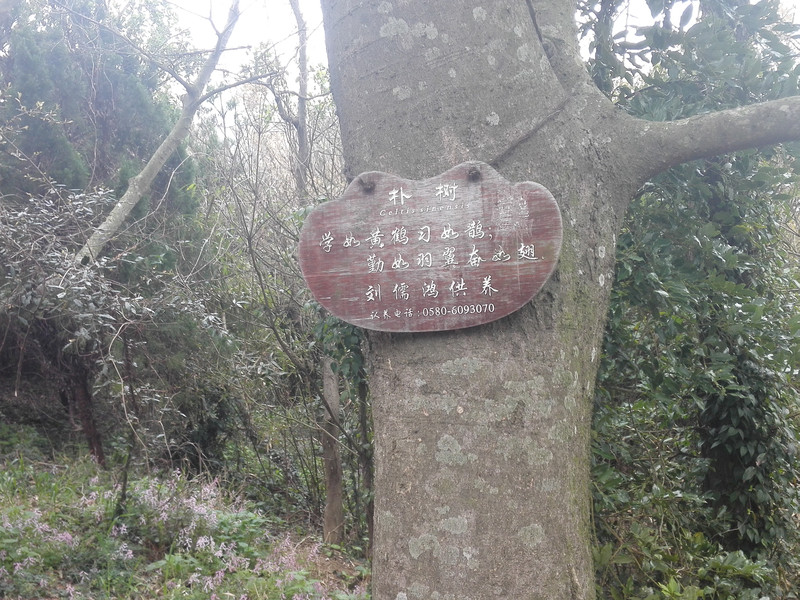 朴树
Celtis sinensis
学如黄鹤习如鹊；
勤如羽翼奋如翅
刘儒鸿供养
认养电话:0580-6093070